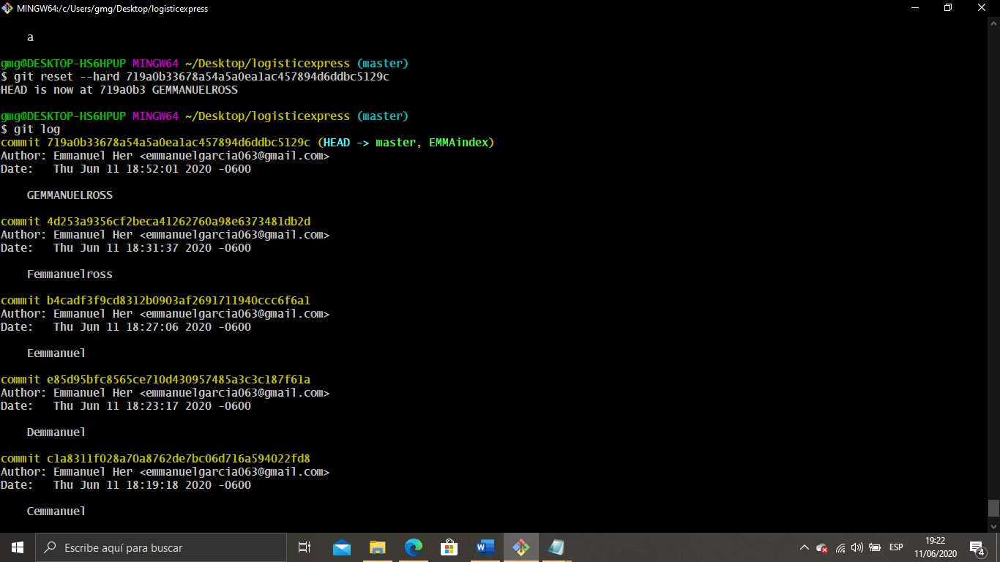 MINGW64:/c/Users/gmg/Desktop/logisticexpress
a
gmg@DESKTOP-HS6HPUP MINGW64 ~/Desktop/logisticexpress (master)
$ git reset --hard 719a0b33678a54a5a0ea1ac457894d6ddbc5129c
HEAD is now at 719a0b3 GEMMANUELROSS
gmg@DESKTOP-HS6HPUP MINGW64 ~/Desktop/logisticexpress (master)
$ git log
commit 719a0b33678a54a5a0ea1ac457894d6ddbc5129c (HEAD -> master, EMMAindex)
Author: Emmanuel Her <emmanuelgarcia063@gmail.com>
Date:   Thu Jun 11 18:52:01 2020 -0600
GEMMANUELROSS
commit 4d253a9356cf2beca41262760a98e6373481db2d
Author: Emmanuel Her <emmanuelgarcia063@gmail.com>
Date:   Thu Jun 11 18:31:37 2020 -0600
Femmanuelross
commit b4cadf3f9cd8312b0903af2691711940ccc6f6a1
Author: Emmanuel Her <emmanuelgarcia063@gmail.com>
Date:   Thu Jun 11 18:27:06 2020 -0600
Eemmanuel
commit e85d95bfc8565ce710d430957485a3c3c187f61a
Author: Emmanuel Her <emmanuelgarcia063@gmail.com>
Date:   Thu Jun 11 18:23:17 2020 -0600
Demmanuel
commit c1a8311f028a70a8762de7bc06d716a594022fd8
Author: Emmanuel Her <emmanuelgarcia063@gmail.com>
Date:   Thu Jun 11 18:19:18 2020 -0600
Cemmanuel
Escribe aquí para buscar
ESP
19:22
11/06/2020
4